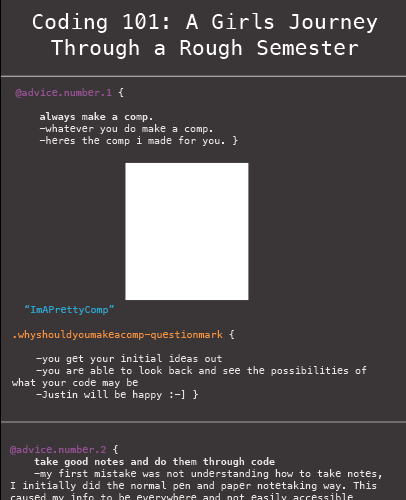 Coding 101: A Girls Journey
Through a Rough Semester
@advice.number.1 {
always make a comp.
-whatever you do make a comp.
-heres the comp i made for you. }
“ImAPrettyComp”
.whyshouldyoumakeacomp-questionmark {
-you get your initial ideas out
-you are able to look back and see the possibilities of
what your code may be
-Justin will be happy :-] }
@advice.number.2 {
take good notes and do them through code
-my first mistake was not understanding how to take notes,
I initially did the normal pen and paper notetaking way. This
caused my info to be everywhere and not easily accessible